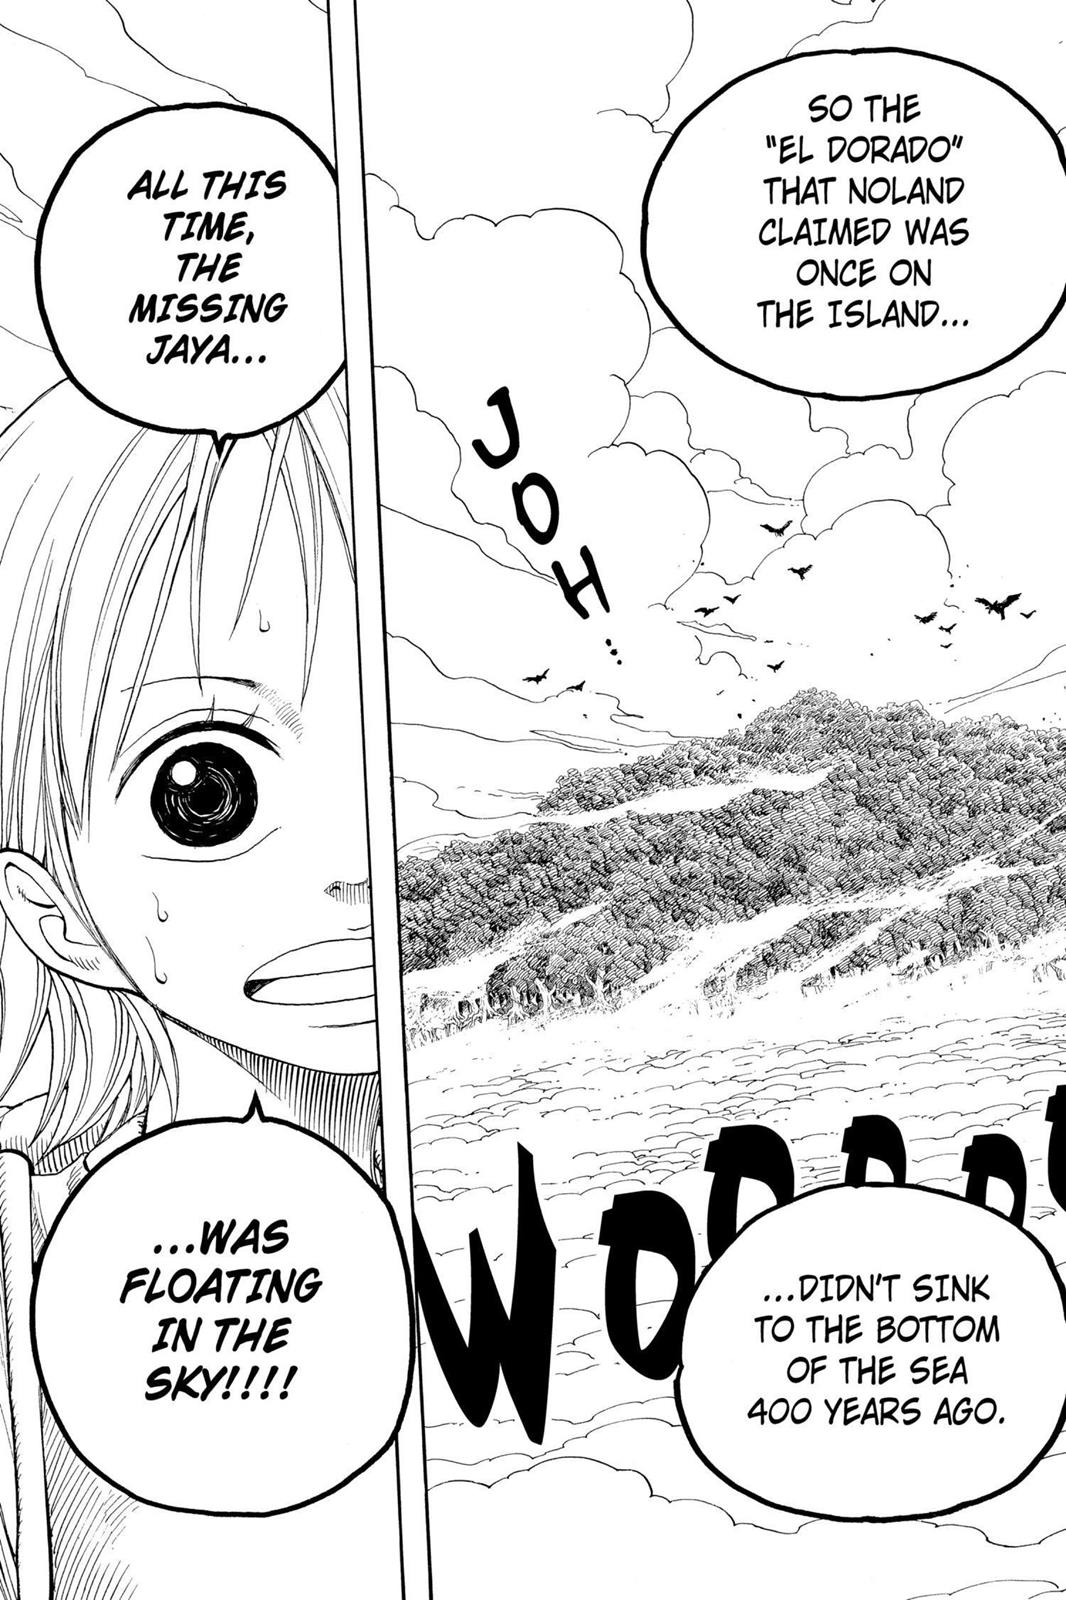 SO THE
"EL DORADO"
THAT NOLAND
CLAIMED WAS
ONCE ON
THE ISLAND...
JOH...
...DIDN'T SINK
TO THE BOTTOM
OF THE SEA
400 YEARS AGO.
ALL THIS
TIME,
THE
MISSING
JAYA...
...WAS
FLOATING
IN THE
SKY!!!!